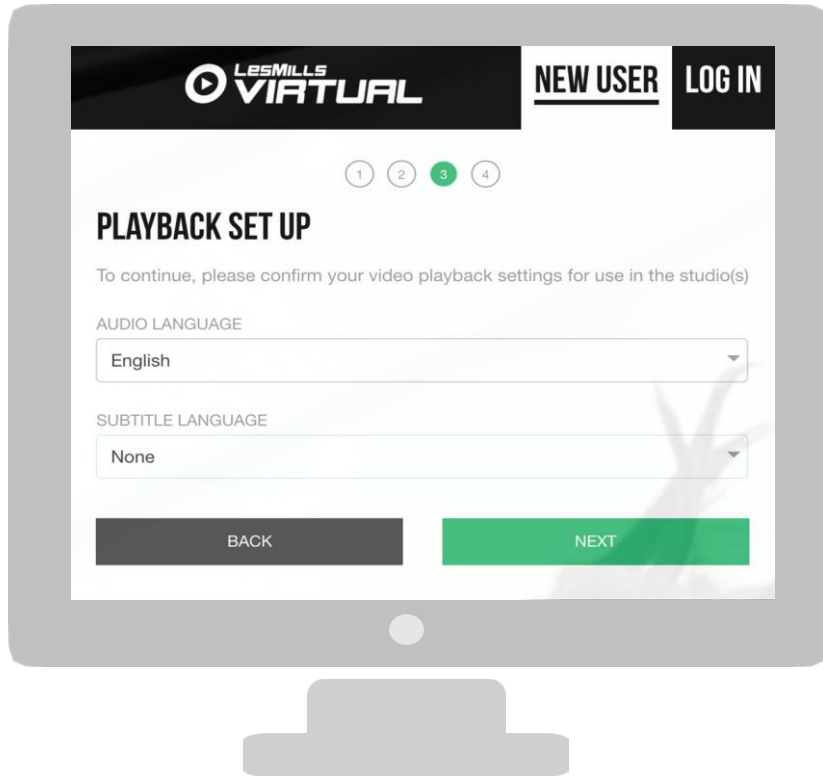 LesMills
VIRTUAL
NEW USER LOG IN
1 2 3 4
PLAYBACK SET UP
To continue, please confirm your video playback settings for use in the studio(s)
AUDIO LANGUAGE
English
SUBTITLE LANGUAGE
None
BACK NEXT